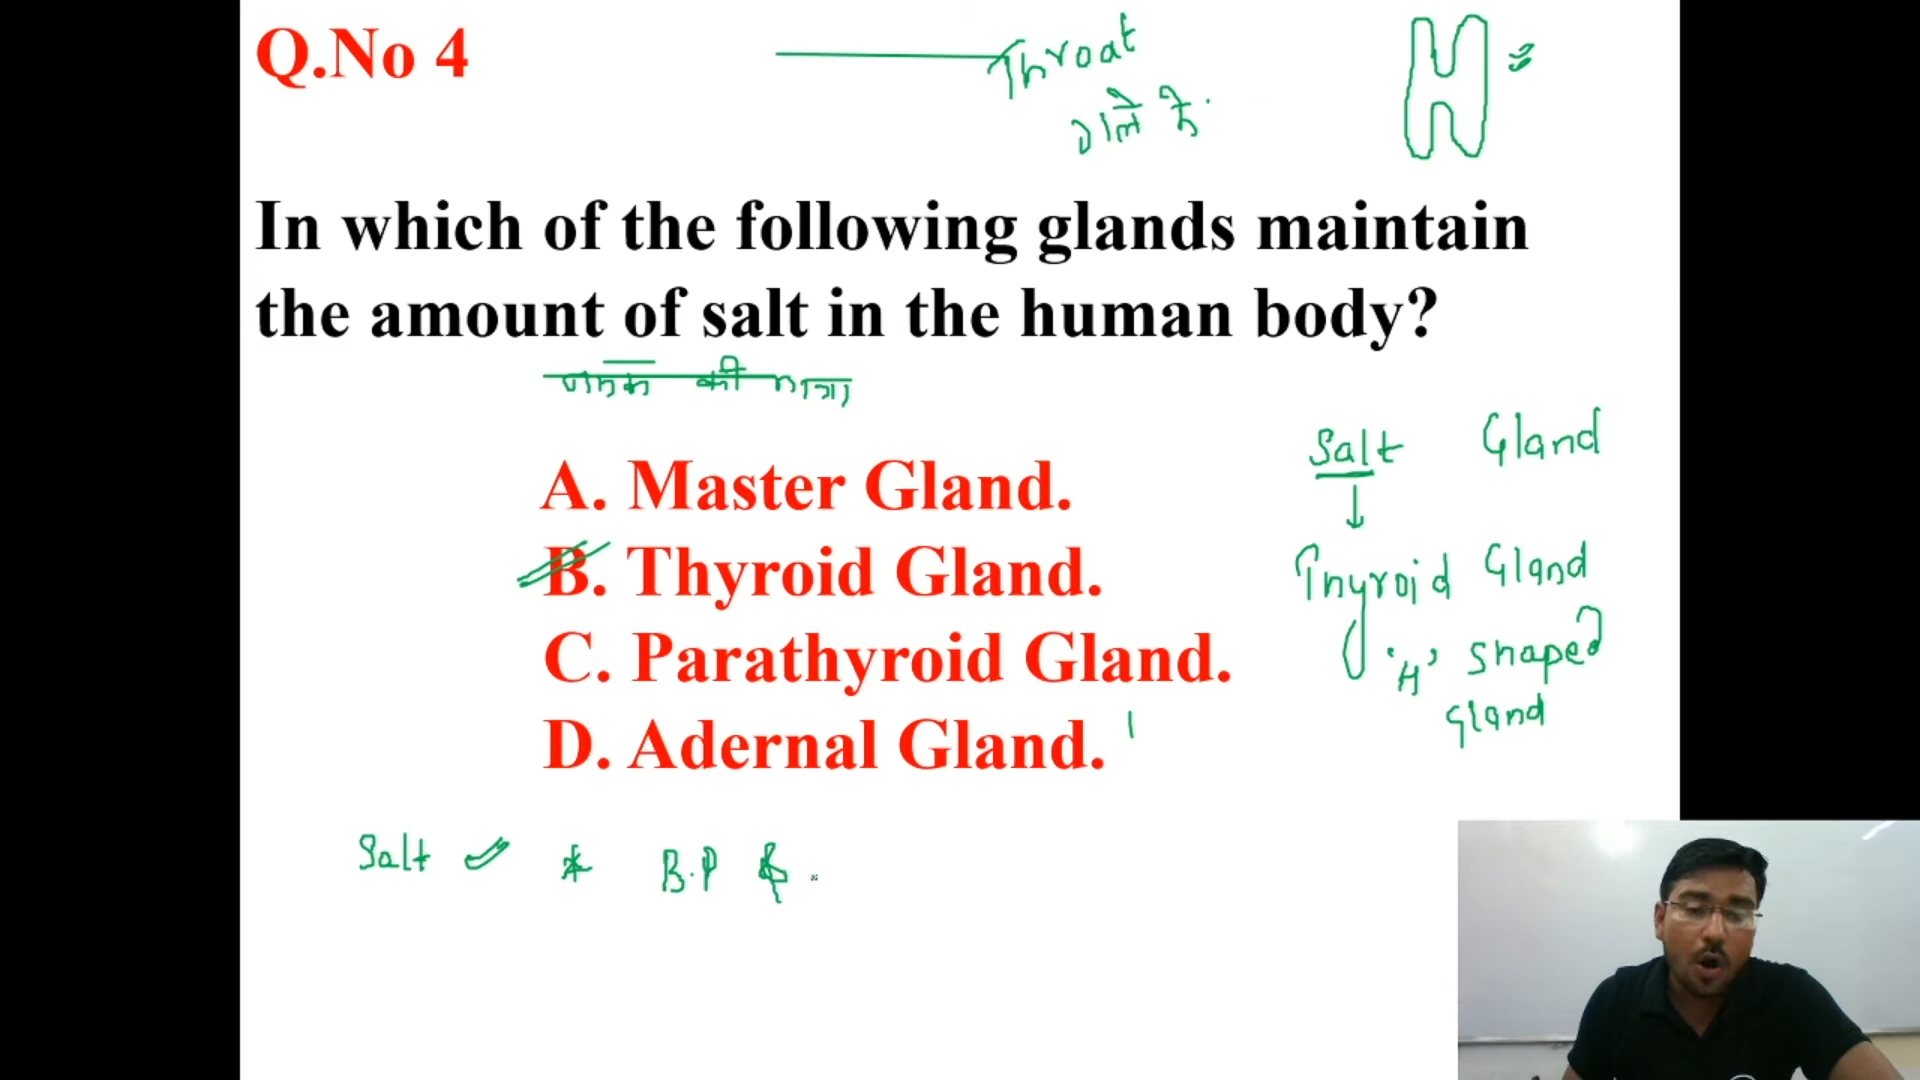 Q.No 4
Throat
In which of the following glands maintain
the amount of salt in the human body?
नमक की मात्रा
A. Master Gland.
B. Thyroid Gland.
C. Parathyroid Gland.
D. Adernal Gland.
Salt Gland
Thyroid Gland
'H' shaped
Gland
Salt
B.P